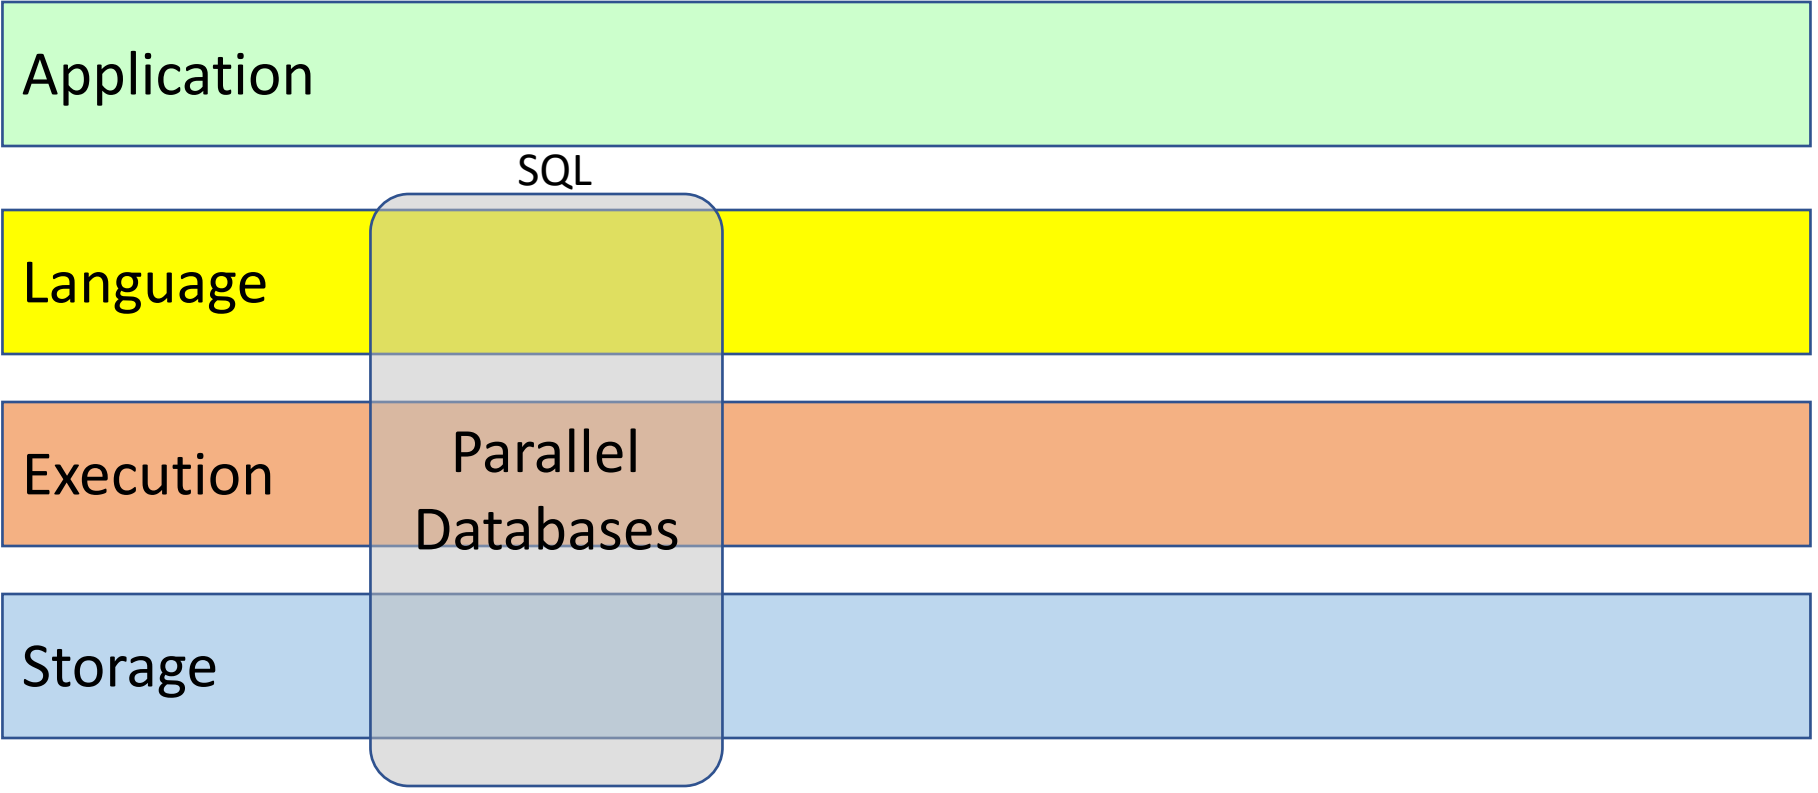 Application
SQL
Language
Execution
Parallel
Databases
Storage